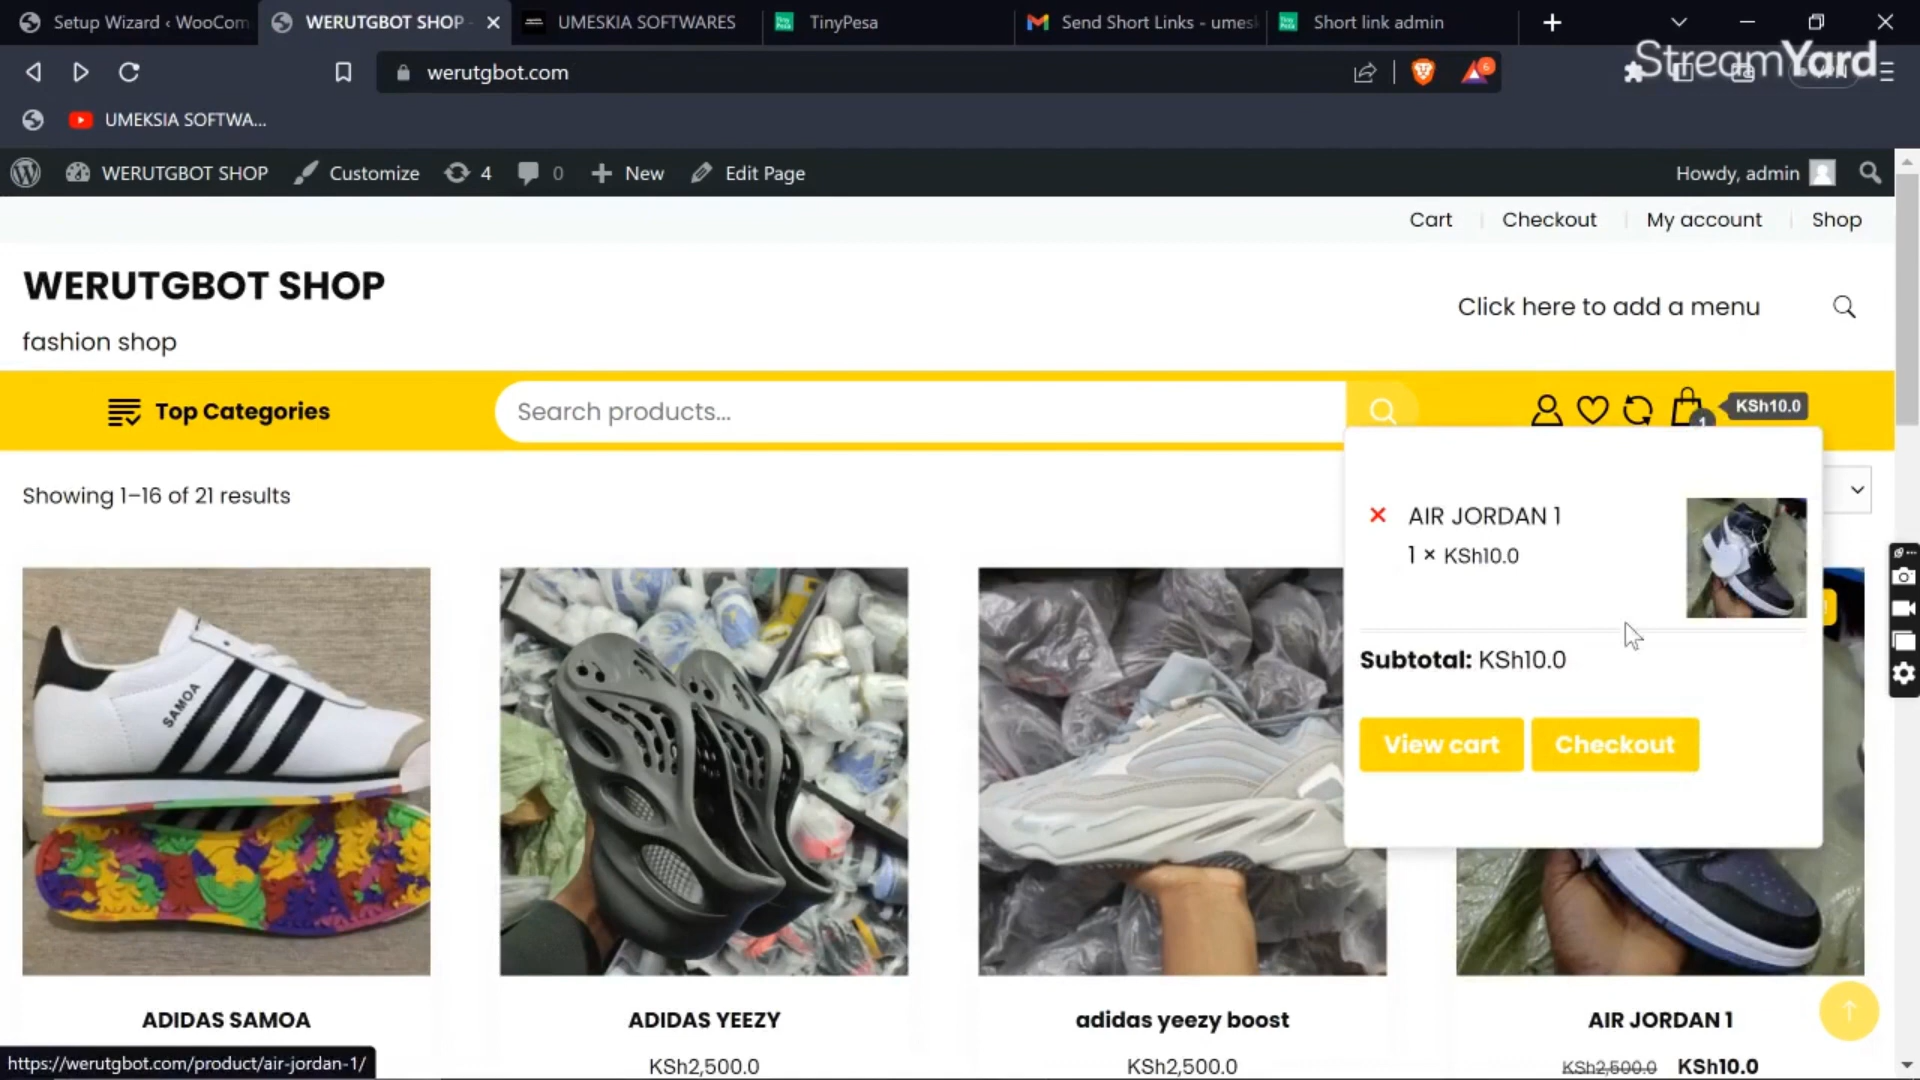 Setup Wizard ‹ WooCom
WERUTGBOT SHOP
UMESKIA SOFTWARES
TinyPesa
Send Short Links - umes
Short link admin
StreamYard
werutgbot.com
6
UMEKSIA SOFTWA...
WERUTGBOT SHOP
Customize
4
0
New
Edit Page
Howdy, admin
Cart
Checkout
My account
Shop
WERUTGBOT SHOP
fashion shop
Click here to add a menu
Top Categories
Search products...
1
KSh10.0
Showing 1–16 of 21 results
AIR JORDAN 1
1 × KSh10.0
Subtotal: KSh10.0
View cart
Checkout
SAMOA
ADIDAS SAMOA
ADIDAS YEEZY
adidas yeezy boost
AIR JORDAN 1
KSh2,500.0
KSh2,500.0
KSh2,500.0 KSh10.0
https://werutgbot.com/product/air-jordan-1/